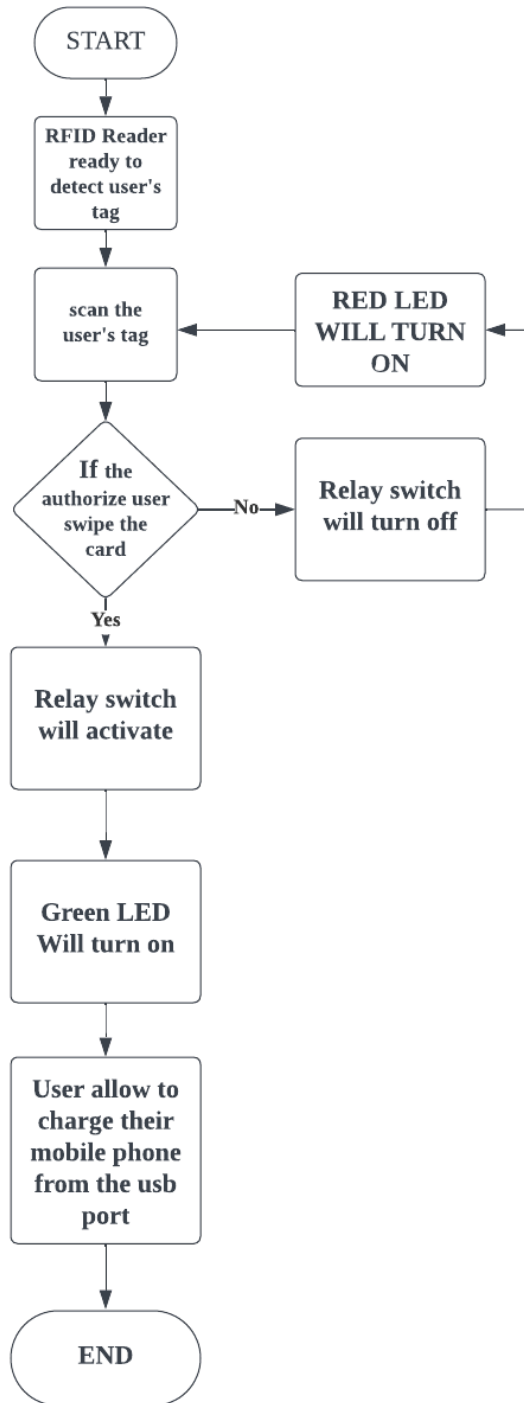 START
RFID Reader
ready to
detect user's
tag
scan the
user's tag
RED LED
WILL TURN
ON
If the
authorize user
swipe the
card
No
Relay switch
will turn off
Yes
Relay switch
will activate
Green LED
Will turn on
User allow to
charge their
mobile phone
from the usb
port
END